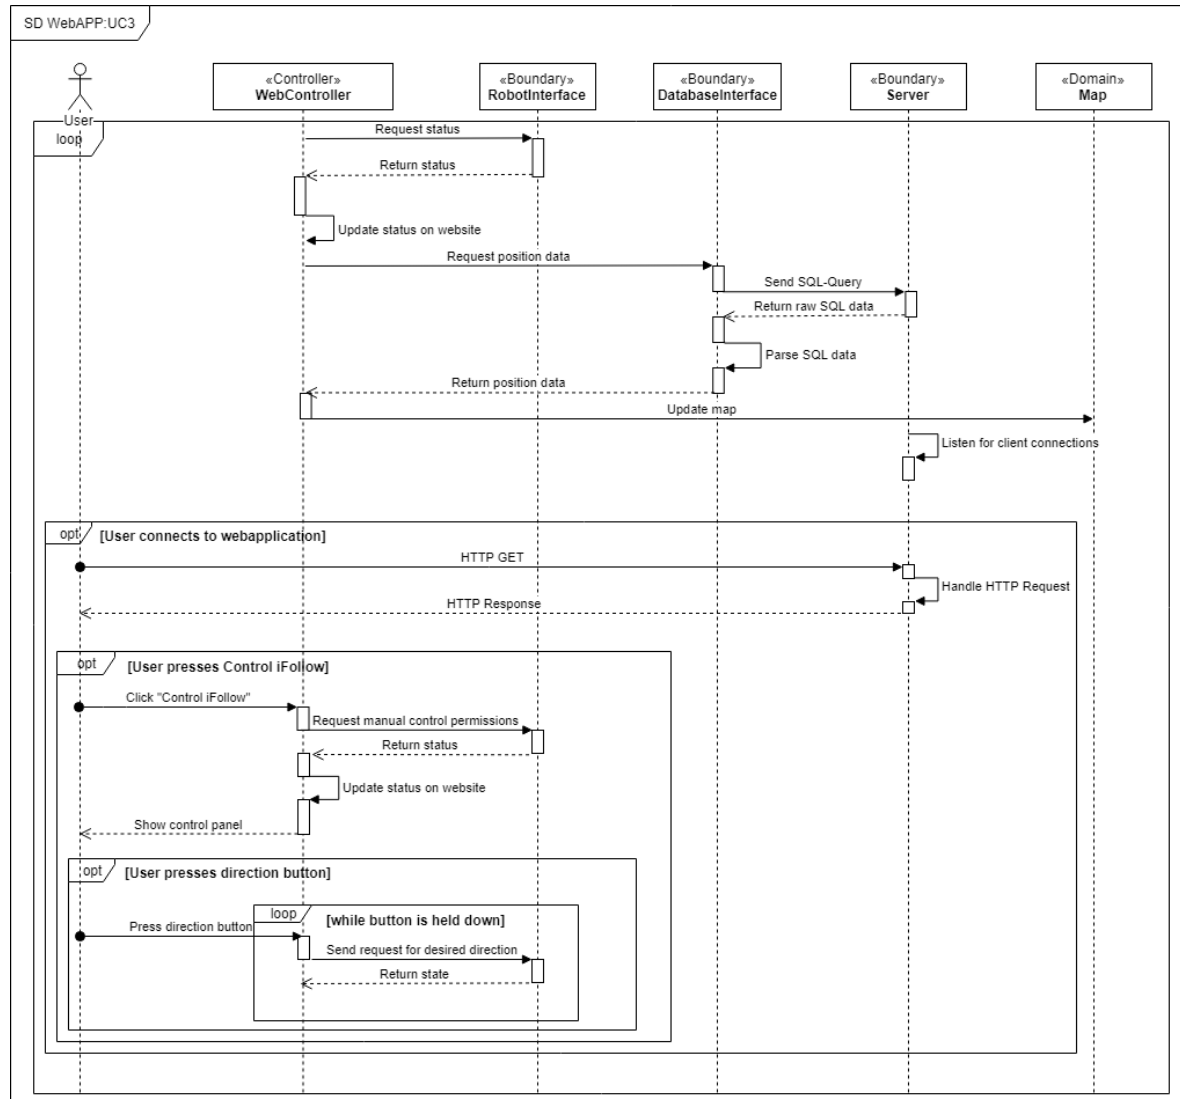 SD WebAPP:UC3
«Controller»
WebController
«Boundary»
RobotInterface
«Boundary»
DatabaseInterface
«Boundary»
Server
«Domain»
Map
User
loop
Request status
Return status
Update status on website
Request position data
Send SQL-Query
Return raw SQL data
Parse SQL data
Return position data
Update map
Listen for client connections
opt
[User connects to webapplication]
HTTP GET
Handle HTTP Request
HTTP Response
opt
[User presses Control iFollow]
Click "Control iFollow"
Request manual control permissions
Return status
Update status on website
Show control panel
opt
[User presses direction button]
loop
[while button is held down]
Press direction button
Send request for desired direction
Return state